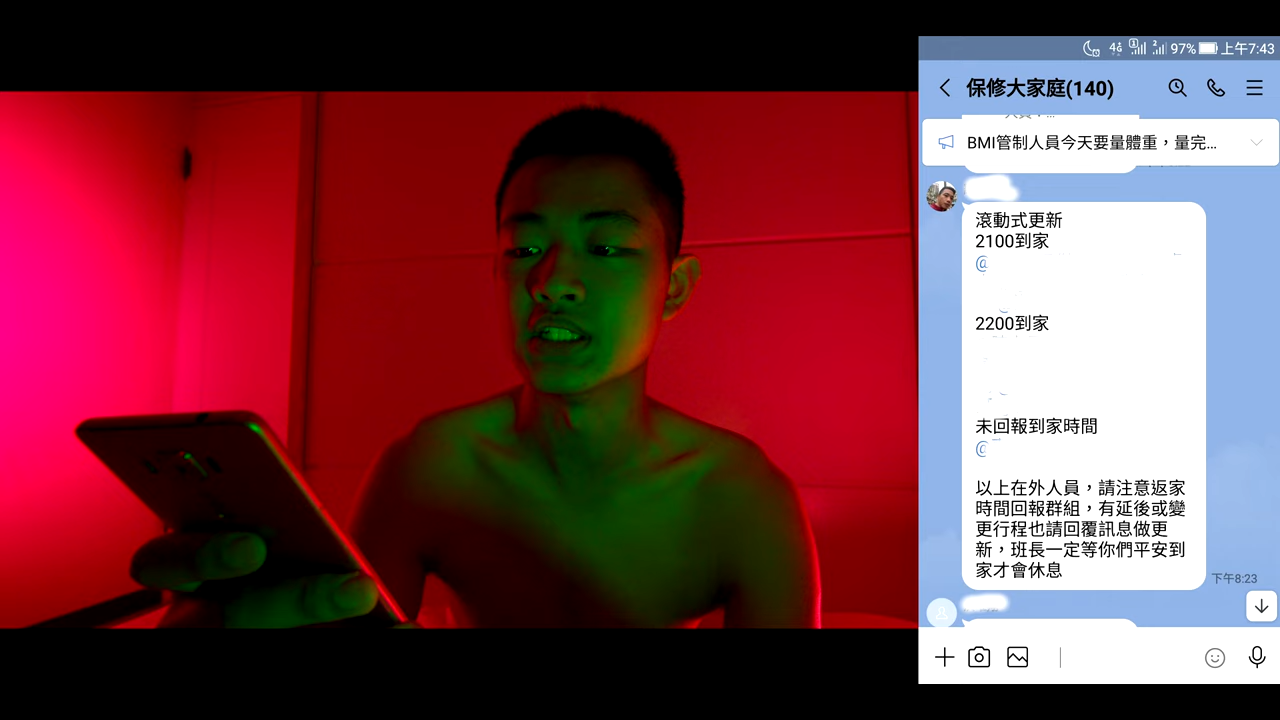 4G 97% 上午7:43
保修大家庭(140)
BMI管制人員今天要量體重，量完...
滾動式更新
2100到家
@
2200到家
未回報到家時間
@
以上在外人員，請注意返家
時間回報群組，有延後或變
更行程也請回覆訊息做更
新，班長一定等你們平安到
家才會休息
下午8:23